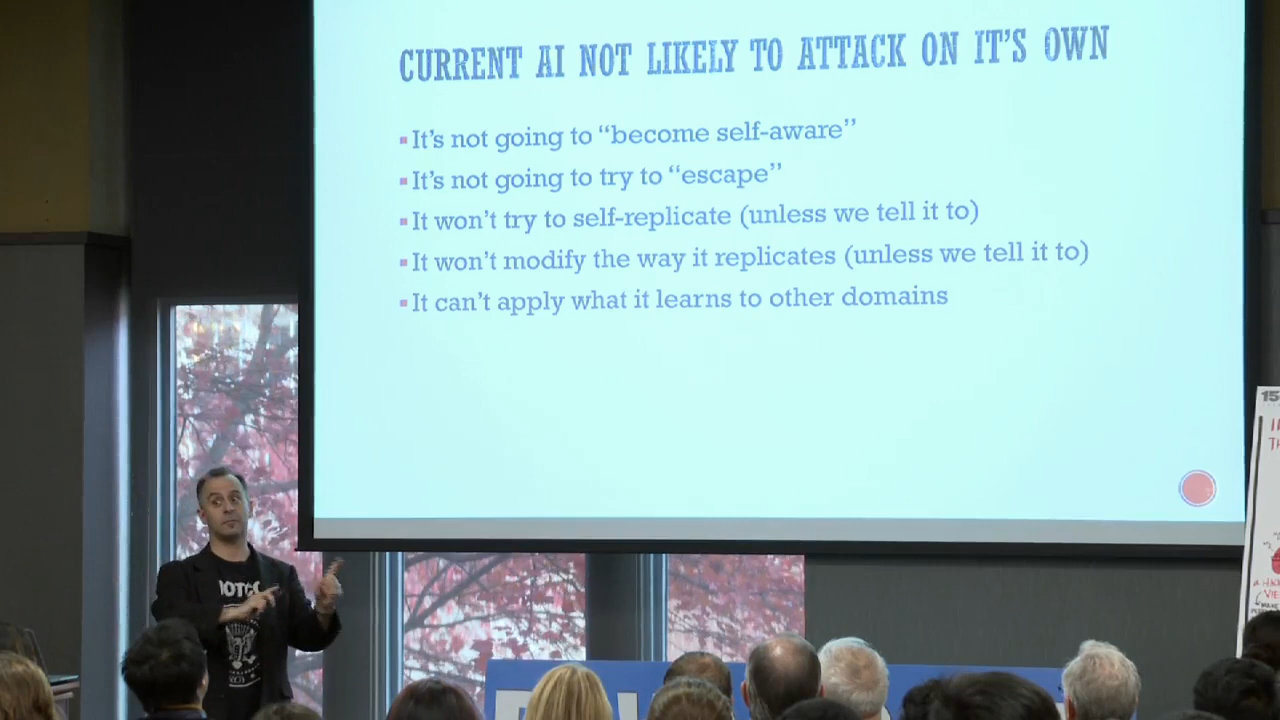 CURRENT AI NOT LIKELY TO ATTACK ON IT'S OWN
▪ It's not going to “become self-aware”
▪ It's not going to try to “escape”
▪ It won't try to self-replicate (unless we tell it to)
▪ It won't modify the way it replicates (unless we tell it to)
▪ It can't apply what it learns to other domains